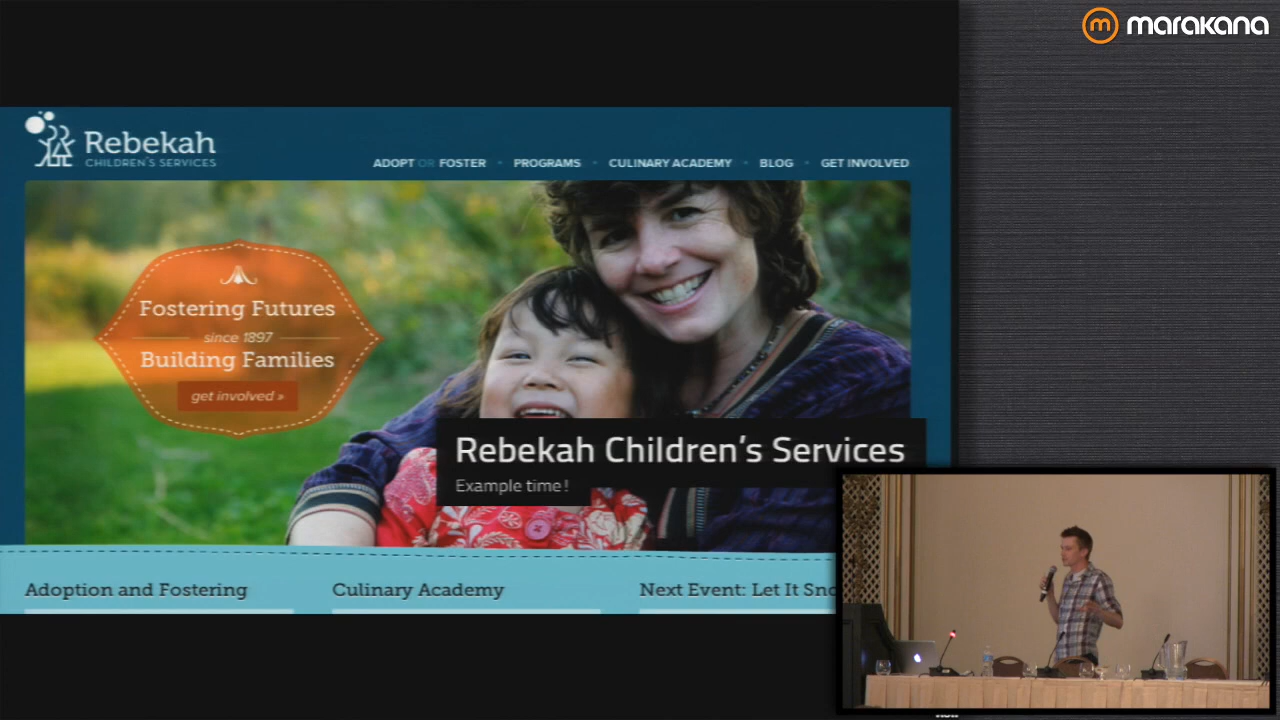 marakana
Rebekah
CHILDREN'S SERVICES
ADOPT OR FOSTER
PROGRAMS
CULINARY ACADEMY
BLOG
GET INVOLVED
Fostering Futures
since 1897
Building Families
get involved »
Rebekah Children's Services
Example time!
Adoption and Fostering
Culinary Academy
Next Event: Let It